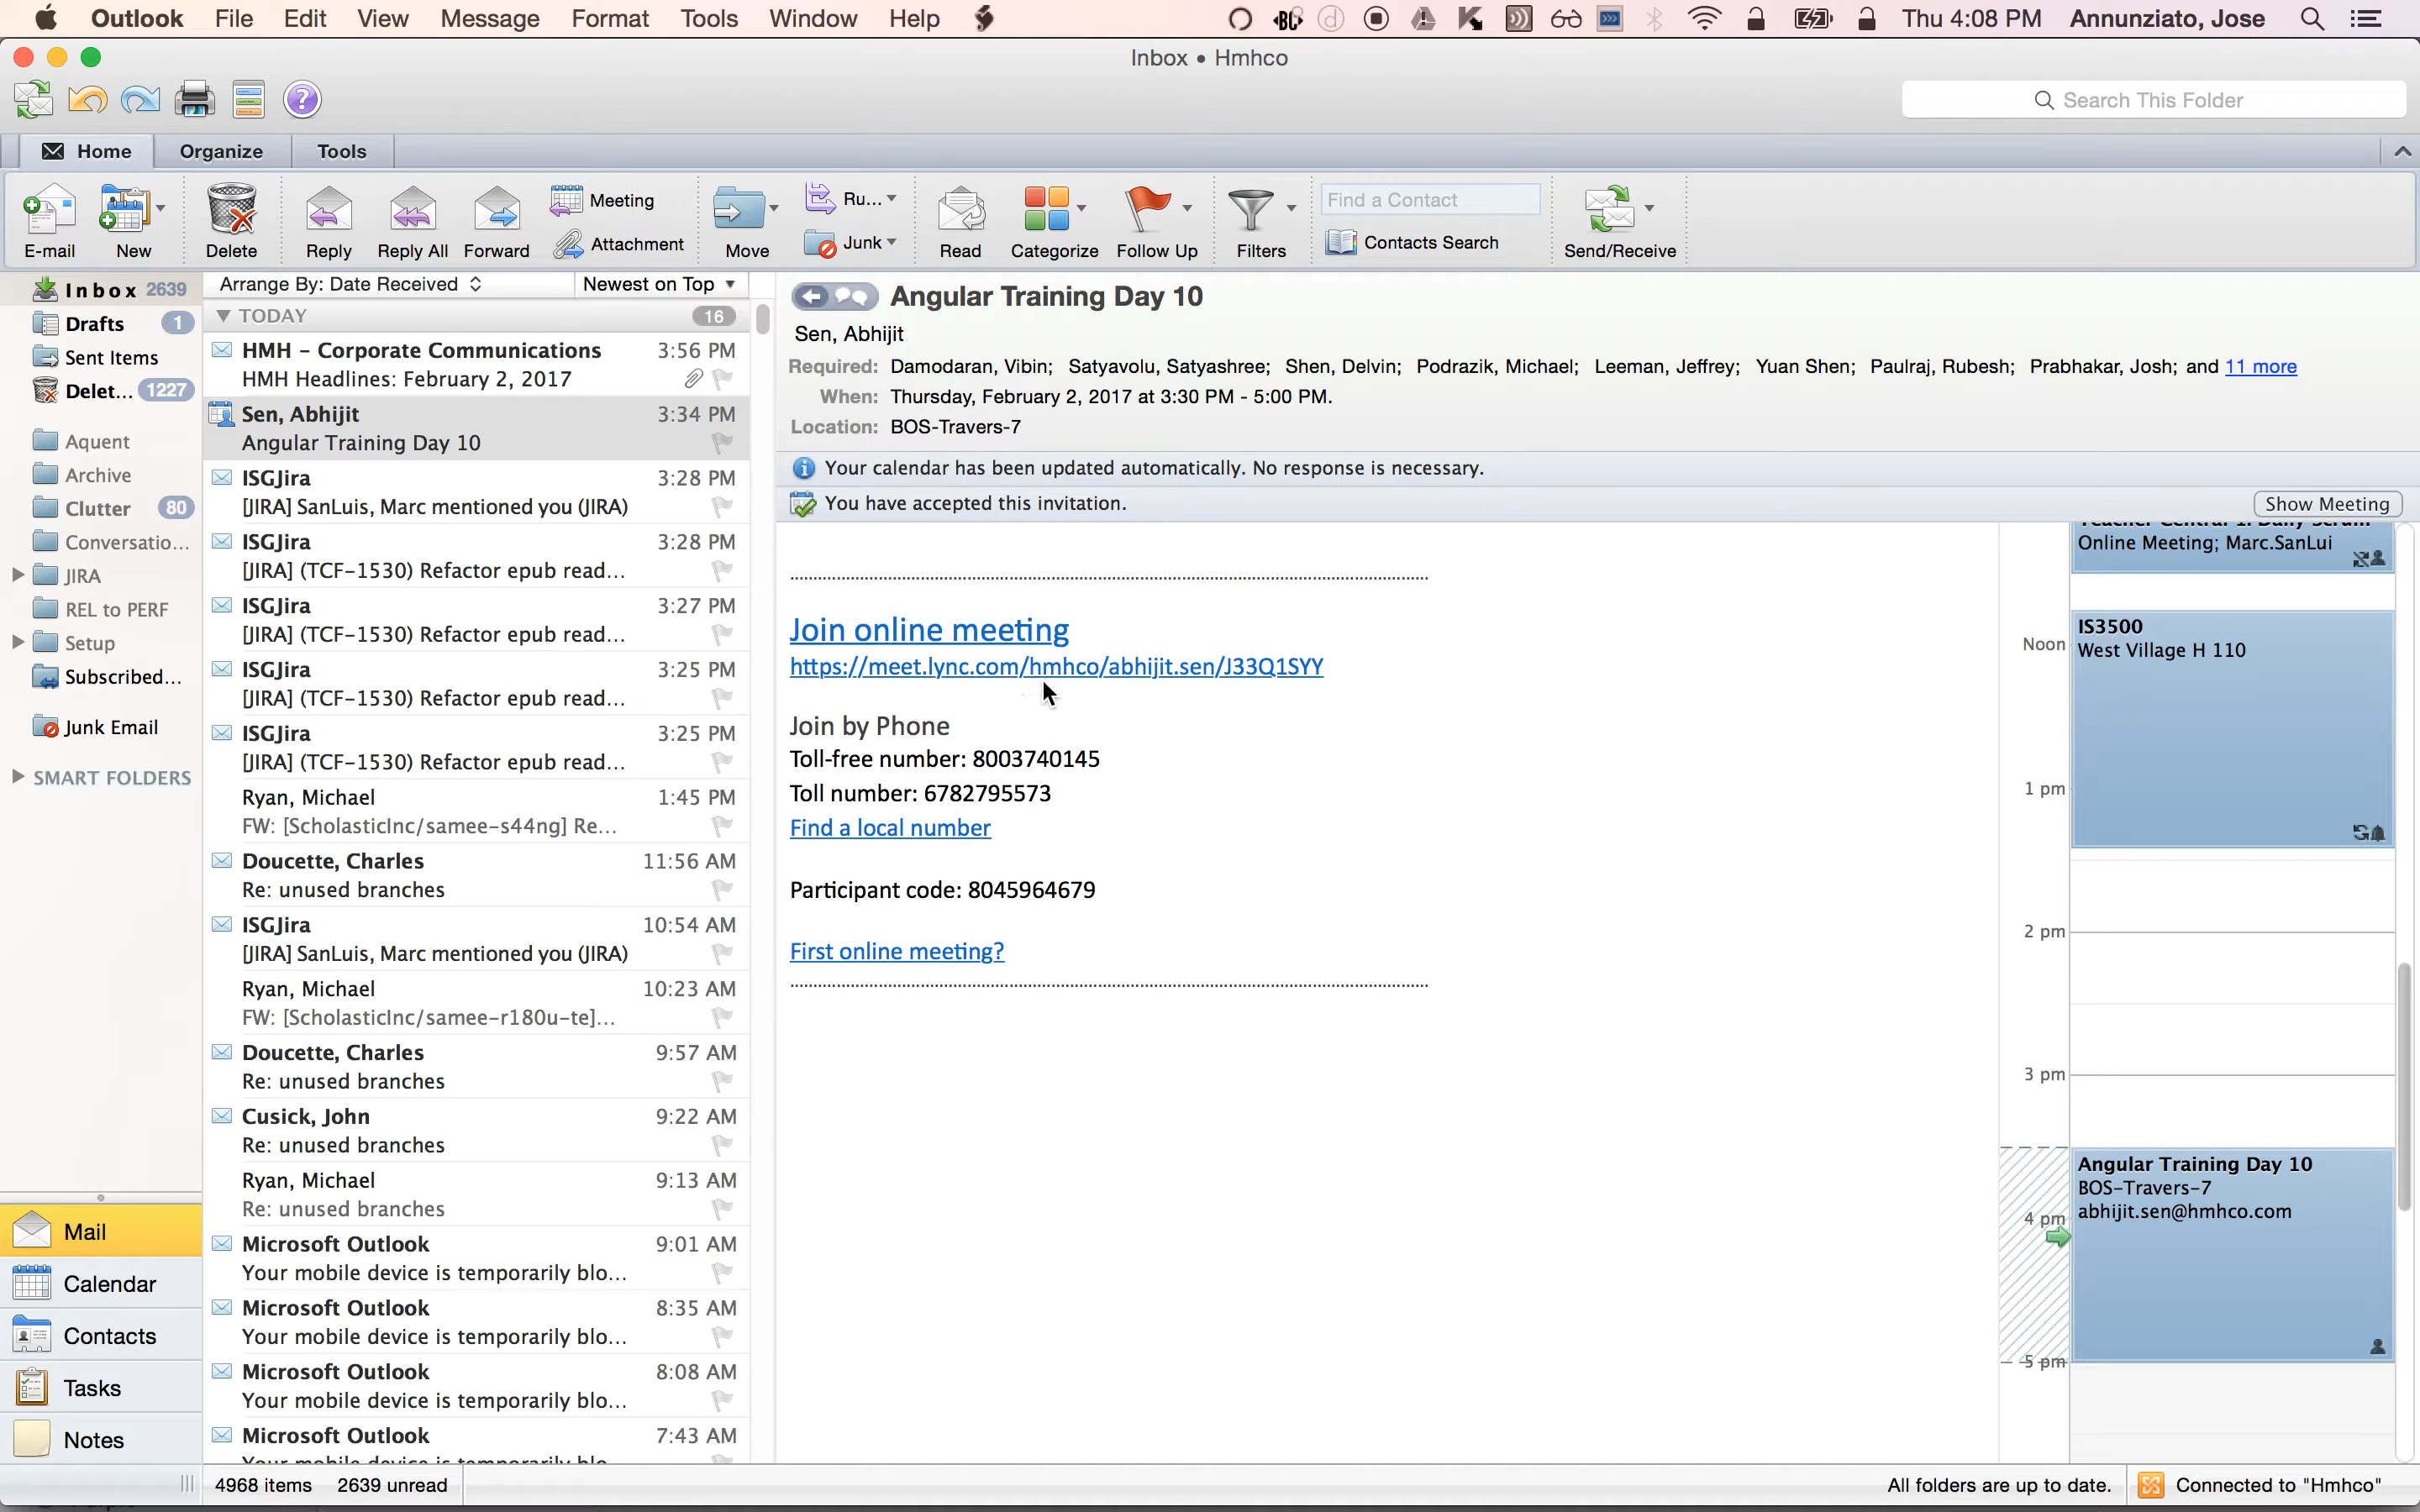 Outlook File Edit View Message Format Tools Window Help Thu 4:08 PM Annunziato, Jose
Inbox • Hmhco
Search This Folder
Home Organize Tools
E-mail New Delete Reply Reply All Forward Meeting Attachment Move Ru... Junk Read Categorize Follow Up Filters Find a Contact Contacts Search Send/Receive
Inbox 2639
Drafts 1
Sent Items
Delet... 1227
Aquent
Archive
Clutter 80
Conversatio...
JIRA
REL to PERF
Setup
Subscribed...
Junk Email
SMART FOLDERS
Mail
Calendar
Contacts
Tasks
Notes
Arrange By: Date Received Newest on Top
TODAY 16
HMH – Corporate Communications 3:56 PM
HMH Headlines: February 2, 2017
Sen, Abhijit 3:34 PM
Angular Training Day 10
ISGJira 3:28 PM
[JIRA] SanLuis, Marc mentioned you (JIRA)
ISGJira 3:28 PM
[JIRA] (TCF-1530) Refactor epub read...
ISGJira 3:27 PM
[JIRA] (TCF-1530) Refactor epub read...
ISGJira 3:25 PM
[JIRA] (TCF-1530) Refactor epub read...
ISGJira 3:25 PM
[JIRA] (TCF-1530) Refactor epub read...
Ryan, Michael 1:45 PM
FW: [ScholasticInc/samee-s44ng] Re...
Doucette, Charles 11:56 AM
Re: unused branches
ISGJira 10:54 AM
[JIRA] SanLuis, Marc mentioned you (JIRA)
Ryan, Michael 10:23 AM
FW: [ScholasticInc/samee-r180u-te]...
Doucette, Charles 9:57 AM
Re: unused branches
Cusick, John 9:22 AM
Re: unused branches
Ryan, Michael 9:13 AM
Re: unused branches
Microsoft Outlook 9:01 AM
Your mobile device is temporarily blo...
Microsoft Outlook 8:35 AM
Your mobile device is temporarily blo...
Microsoft Outlook 8:08 AM
Your mobile device is temporarily blo...
Microsoft Outlook 7:43 AM
Your mobile device is temporarily blo...
Angular Training Day 10
Sen, Abhijit
Required: Damodaran, Vibin; Satyavolu, Satyashree; Shen, Delvin; Podrazik, Michael; Leeman, Jeffrey; Yuan Shen; Paulraj, Rubesh; Prabhakar, Josh; and 11 more
When: Thursday, February 2, 2017 at 3:30 PM - 5:00 PM.
Location: BOS-Travers-7
Your calendar has been updated automatically. No response is necessary.
You have accepted this invitation. Show Meeting
Join online meeting
https://meet.lync.com/hmhco/abhijit.sen/J33Q1SYY
Join by Phone
Toll-free number: 8003740145
Toll number: 6782795573
Find a local number
Participant code: 8045964679
First online meeting?
Teacher Central 1: Daily Scrum
Online Meeting; Marc.SanLui
Noon
IS3500
West Village H 110
1 pm
2 pm
3 pm
Angular Training Day 10
BOS-Travers-7
abhijit.sen@hmhco.com
4 pm
5 pm
4968 items 2639 unread All folders are up to date. Connected to "Hmhco"